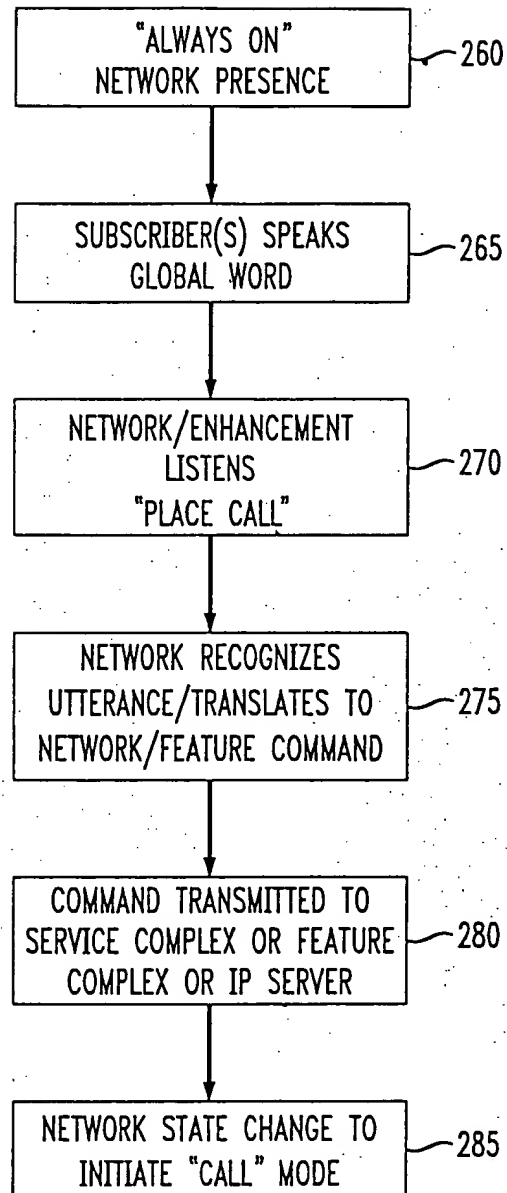 "ALWAYS ON"
NETWORK PRESENCE
260
SUBSCRIBER(S) SPEAKS
GLOBAL WORD
265
NETWORK/ENHANCEMENT
LISTENS
"PLACE CALL"
270
NETWORK RECOGNIZES
UTTERANCE/TRANSLATES TO
NETWORK/FEATURE COMMAND
275
COMMAND TRANSMITTED TO
SERVICE COMPLEX OR FEATURE
COMPLEX OR IP SERVER
280
NETWORK STATE CHANGE TO
INITIATE "CALL" MODE
285